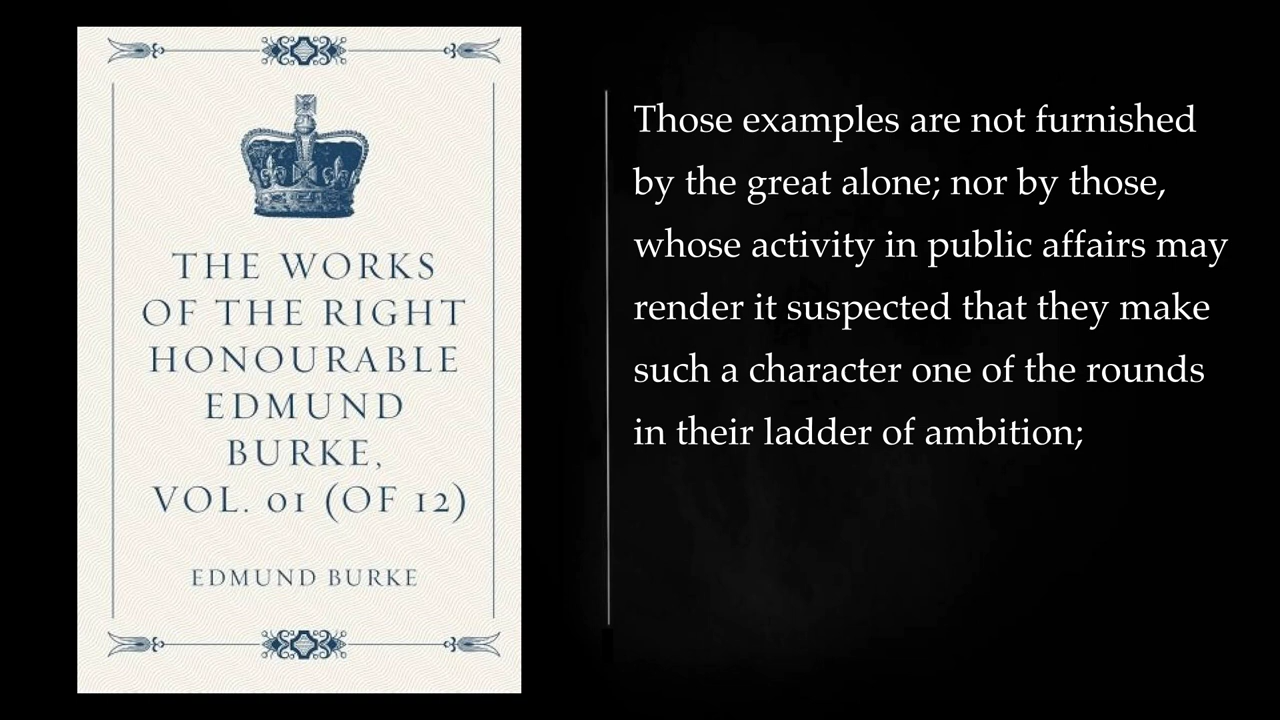 THE WORKS
OF THE RIGHT
HONOURABLE
EDMUND
BURKE,
VOL. 01 (OF 12)
EDMUND BURKE
Those examples are not furnished
by the great alone; nor by those,
whose activity in public affairs may
render it suspected that they make
such a character one of the rounds
in their ladder of ambition;